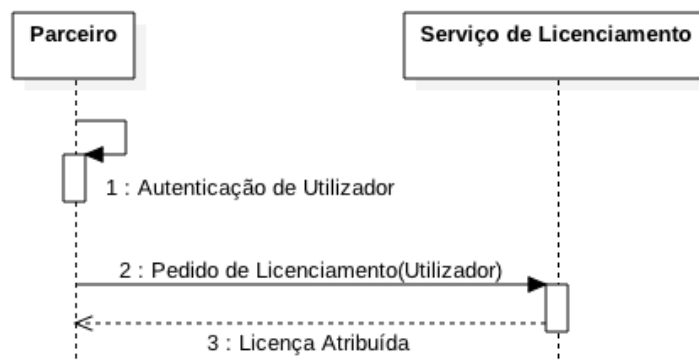 Parceiro
Serviço de Licenciamento
1 : Autenticação de Utilizador
2 : Pedido de Licenciamento(Utilizador)
3 : Licença Atribuída